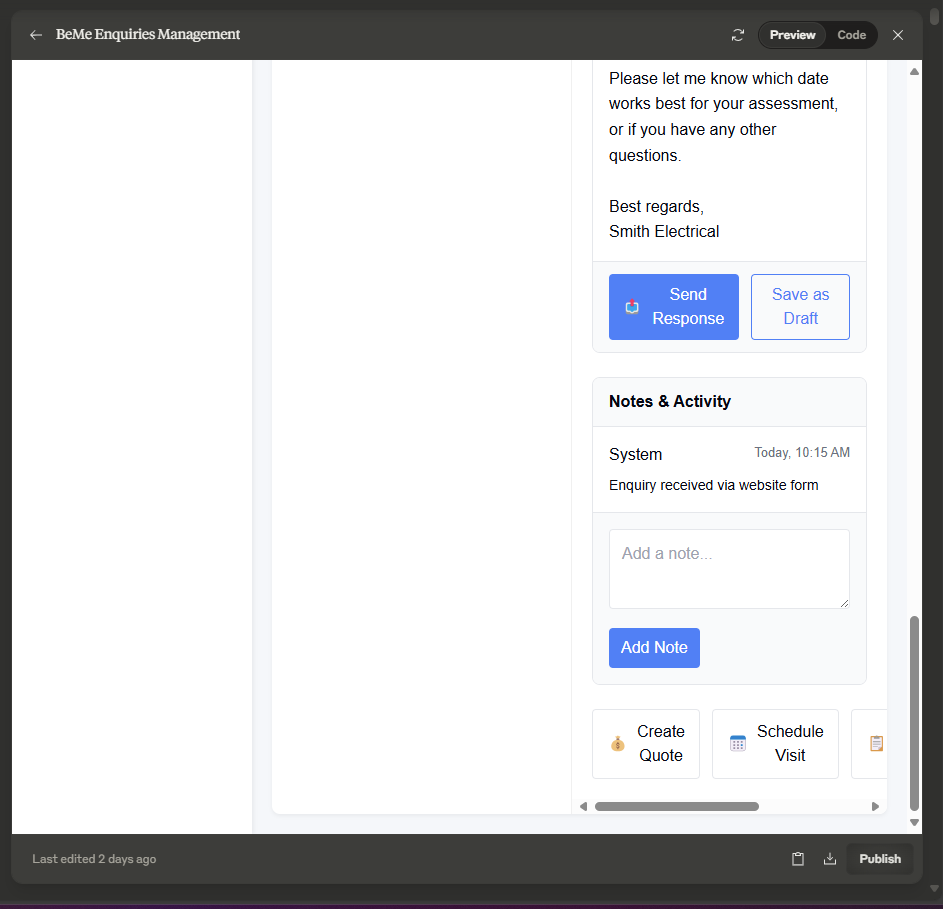 BeMe Enquiries Management
Preview
Code
Please let me know which date
works best for your assessment,
or if you have any other
questions.
Best regards,
Smith Electrical
Send
Response
Save as
Draft
Notes & Activity
System
Today, 10:15 AM
Enquiry received via website form
Add a note...
Add Note
Create
Quote
Schedule
Visit
Last edited 2 days ago
Publish